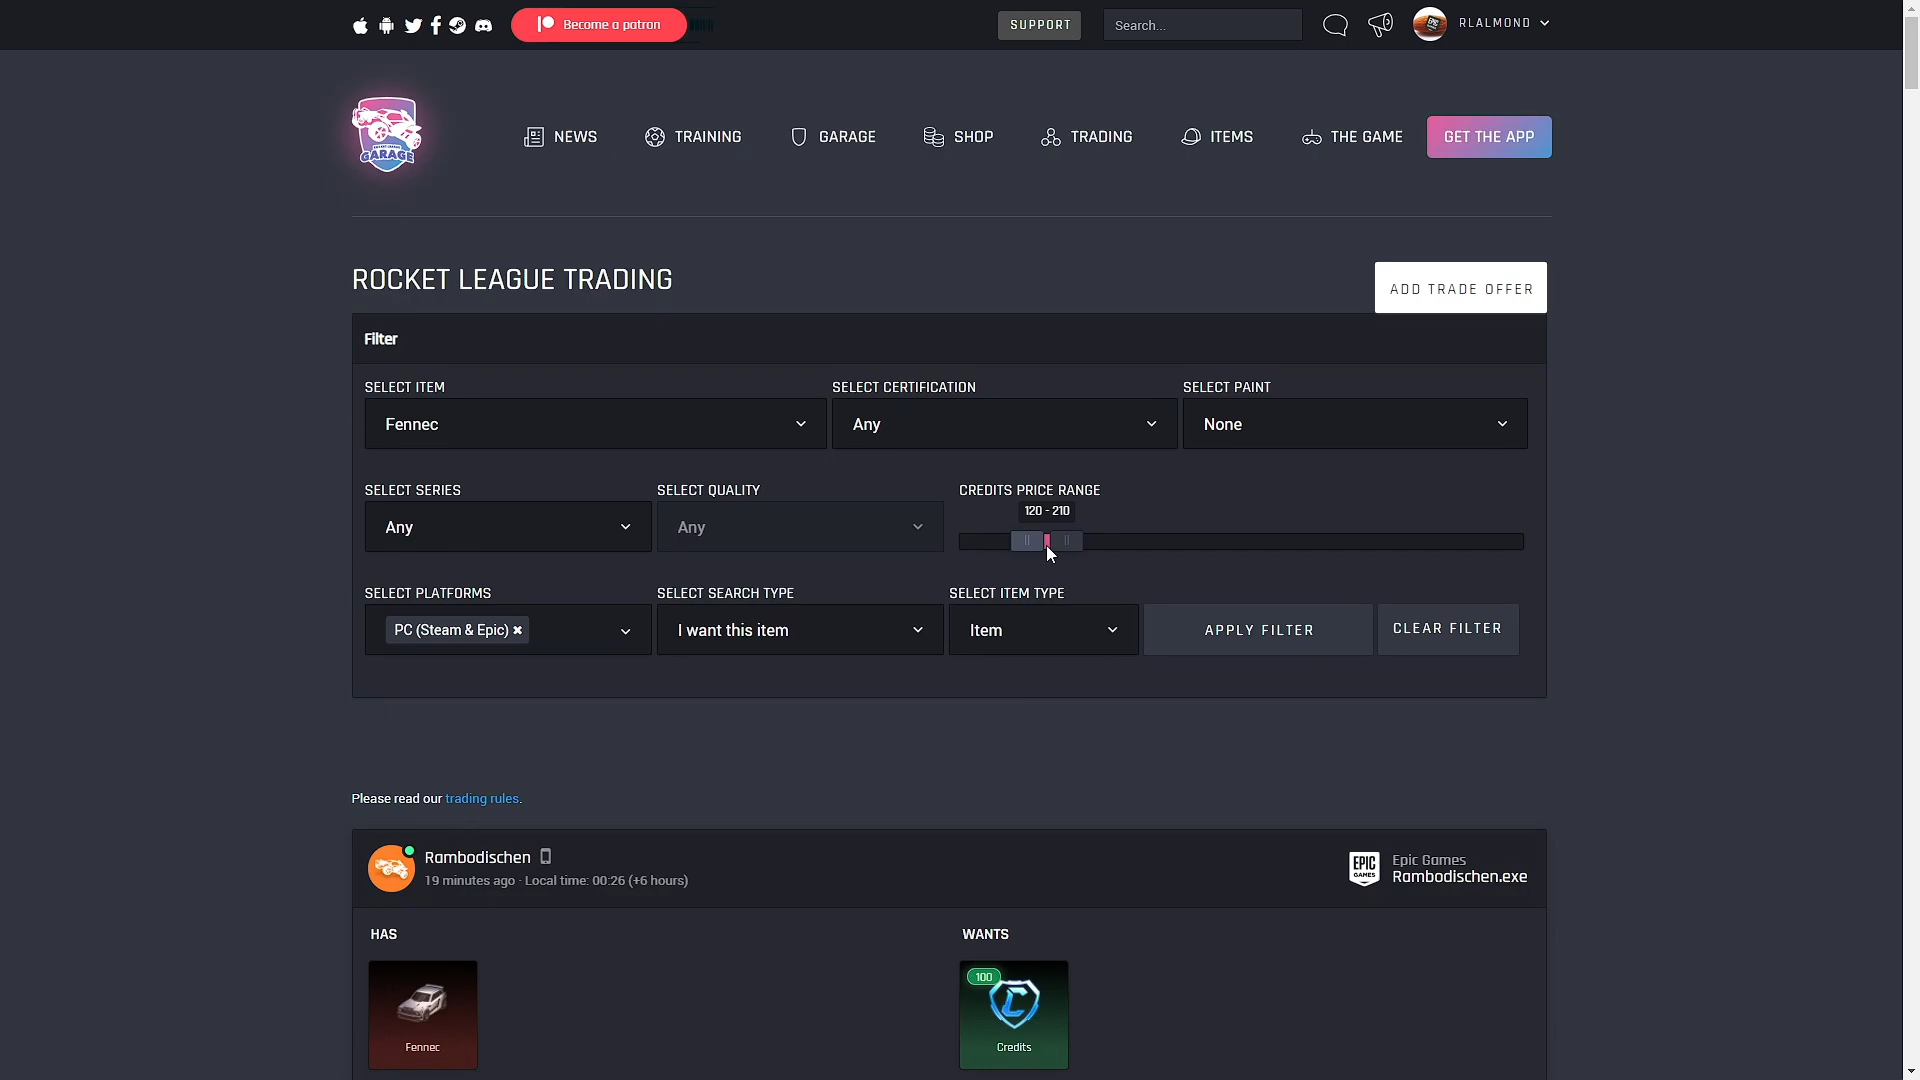 Become a patron
SUPPORT
Search...
RLALMOND
GARAGE
NEWS
TRAINING
GARAGE
SHOP
TRADING
ITEMS
THE GAME
GET THE APP
ROCKET LEAGUE TRADING
ADD TRADE OFFER
Filter
SELECT ITEM
SELECT CERTIFICATION
SELECT PAINT
Fennec
Any
None
SELECT SERIES
SELECT QUALITY
CREDITS PRICE RANGE
120 - 210
Any
Any
SELECT PLATFORMS
SELECT SEARCH TYPE
SELECT ITEM TYPE
PC (Steam & Epic) ×
I want this item
Item
APPLY FILTER
CLEAR FILTER
Please read our trading rules.
Rambodischen
19 minutes ago · Local time: 00:26 (+6 hours)
EPIC GAMES
Epic Games
Rambodischen.exe
HAS
WANTS
100
Fennec
Credits